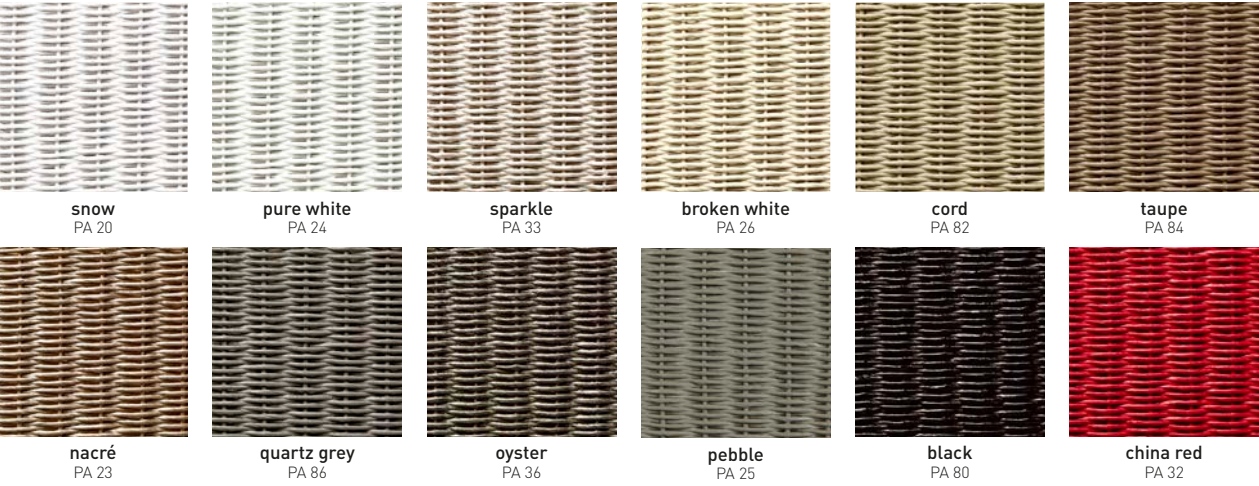 snow
PA 20
pure white
PA 24
sparkle
PA 33
broken white
PA 26
cord
PA 82
taupe
PA 84
nacré
PA 23
quartz grey
PA 86
oyster
PA 36
pebble
PA 25
black
PA 80
china red
PA 32